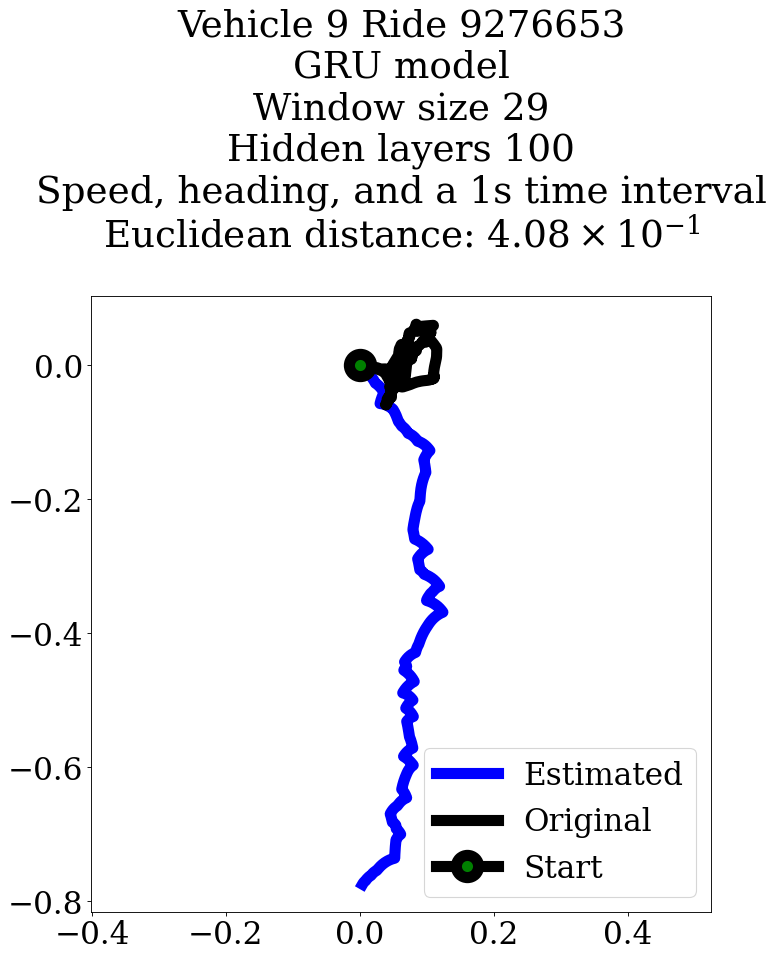 Vehicle 9 Ride 9276653
GRU model
Window size 29
Hidden layers 100
Speed, heading, and a 1s time interval
Euclidean distance: 4.08 × 10⁻¹
0.0
−0.2
−0.4
−0.6
−0.8
−0.4
−0.2
0.0
0.2
0.4
Estimated
Original
Start